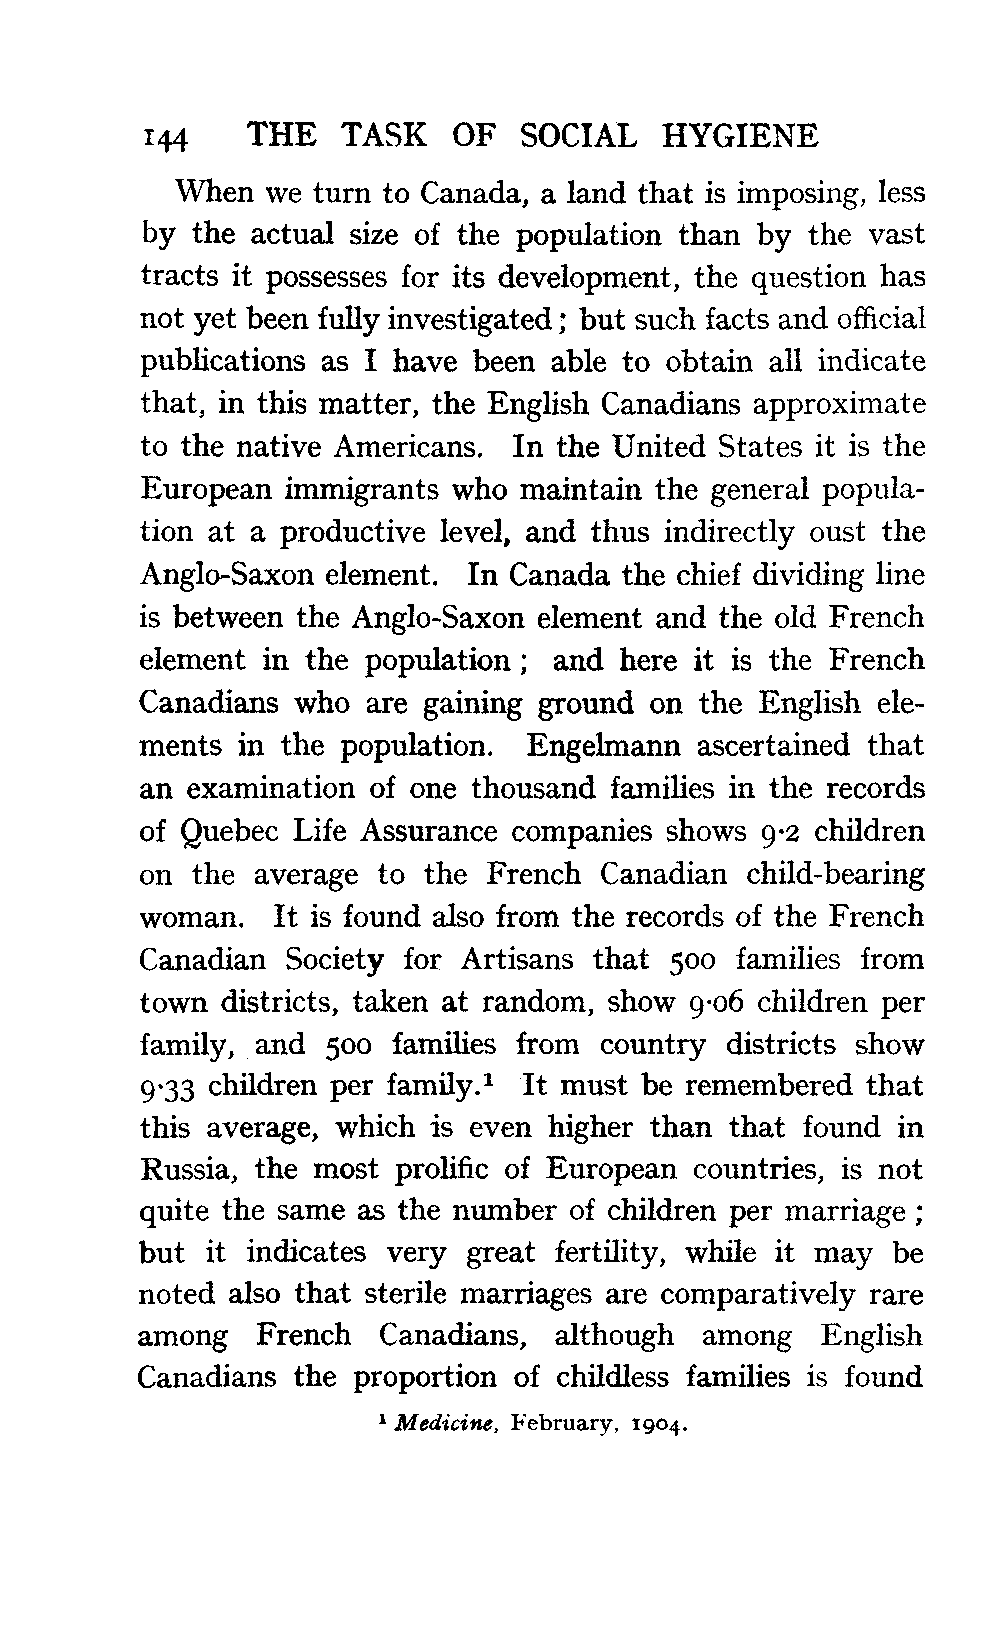 144 THE TASK OF SOCIAL HYGIENE
When we turn to Canada, a land that is imposing, less
by the actual size of the population than by the vast
tracts it possesses for its development, the question has
not yet been fully investigated ; but such facts and official
publications as I have been able to obtain all indicate
that, in this matter, the English Canadians approximate
to the native Americans. In the United States it is the
European immigrants who maintain the general popula-
tion at a productive level, and thus indirectly oust the
Anglo-Saxon element. In Canada the chief dividing line
is between the Anglo-Saxon element and the old French
element in the population ; and here it is the French
Canadians who are gaining ground on the English ele-
ments in the population. Engelmann ascertained that
an examination of one thousand families in the records
of Quebec Life Assurance companies shows 9·2 children
on the average to the French Canadian child-bearing
woman. It is found also from the records of the French
Canadian Society for Artisans that 500 families from
town districts, taken at random, show 9·06 children per
family, and 500 families from country districts show
9·33 children per family.¹ It must be remembered that
this average, which is even higher than that found in
Russia, the most prolific of European countries, is not
quite the same as the number of children per marriage ;
but it indicates very great fertility, while it may be
noted also that sterile marriages are comparatively rare
among French Canadians, although among English
Canadians the proportion of childless families is found
¹ Medicine, February, 1904.